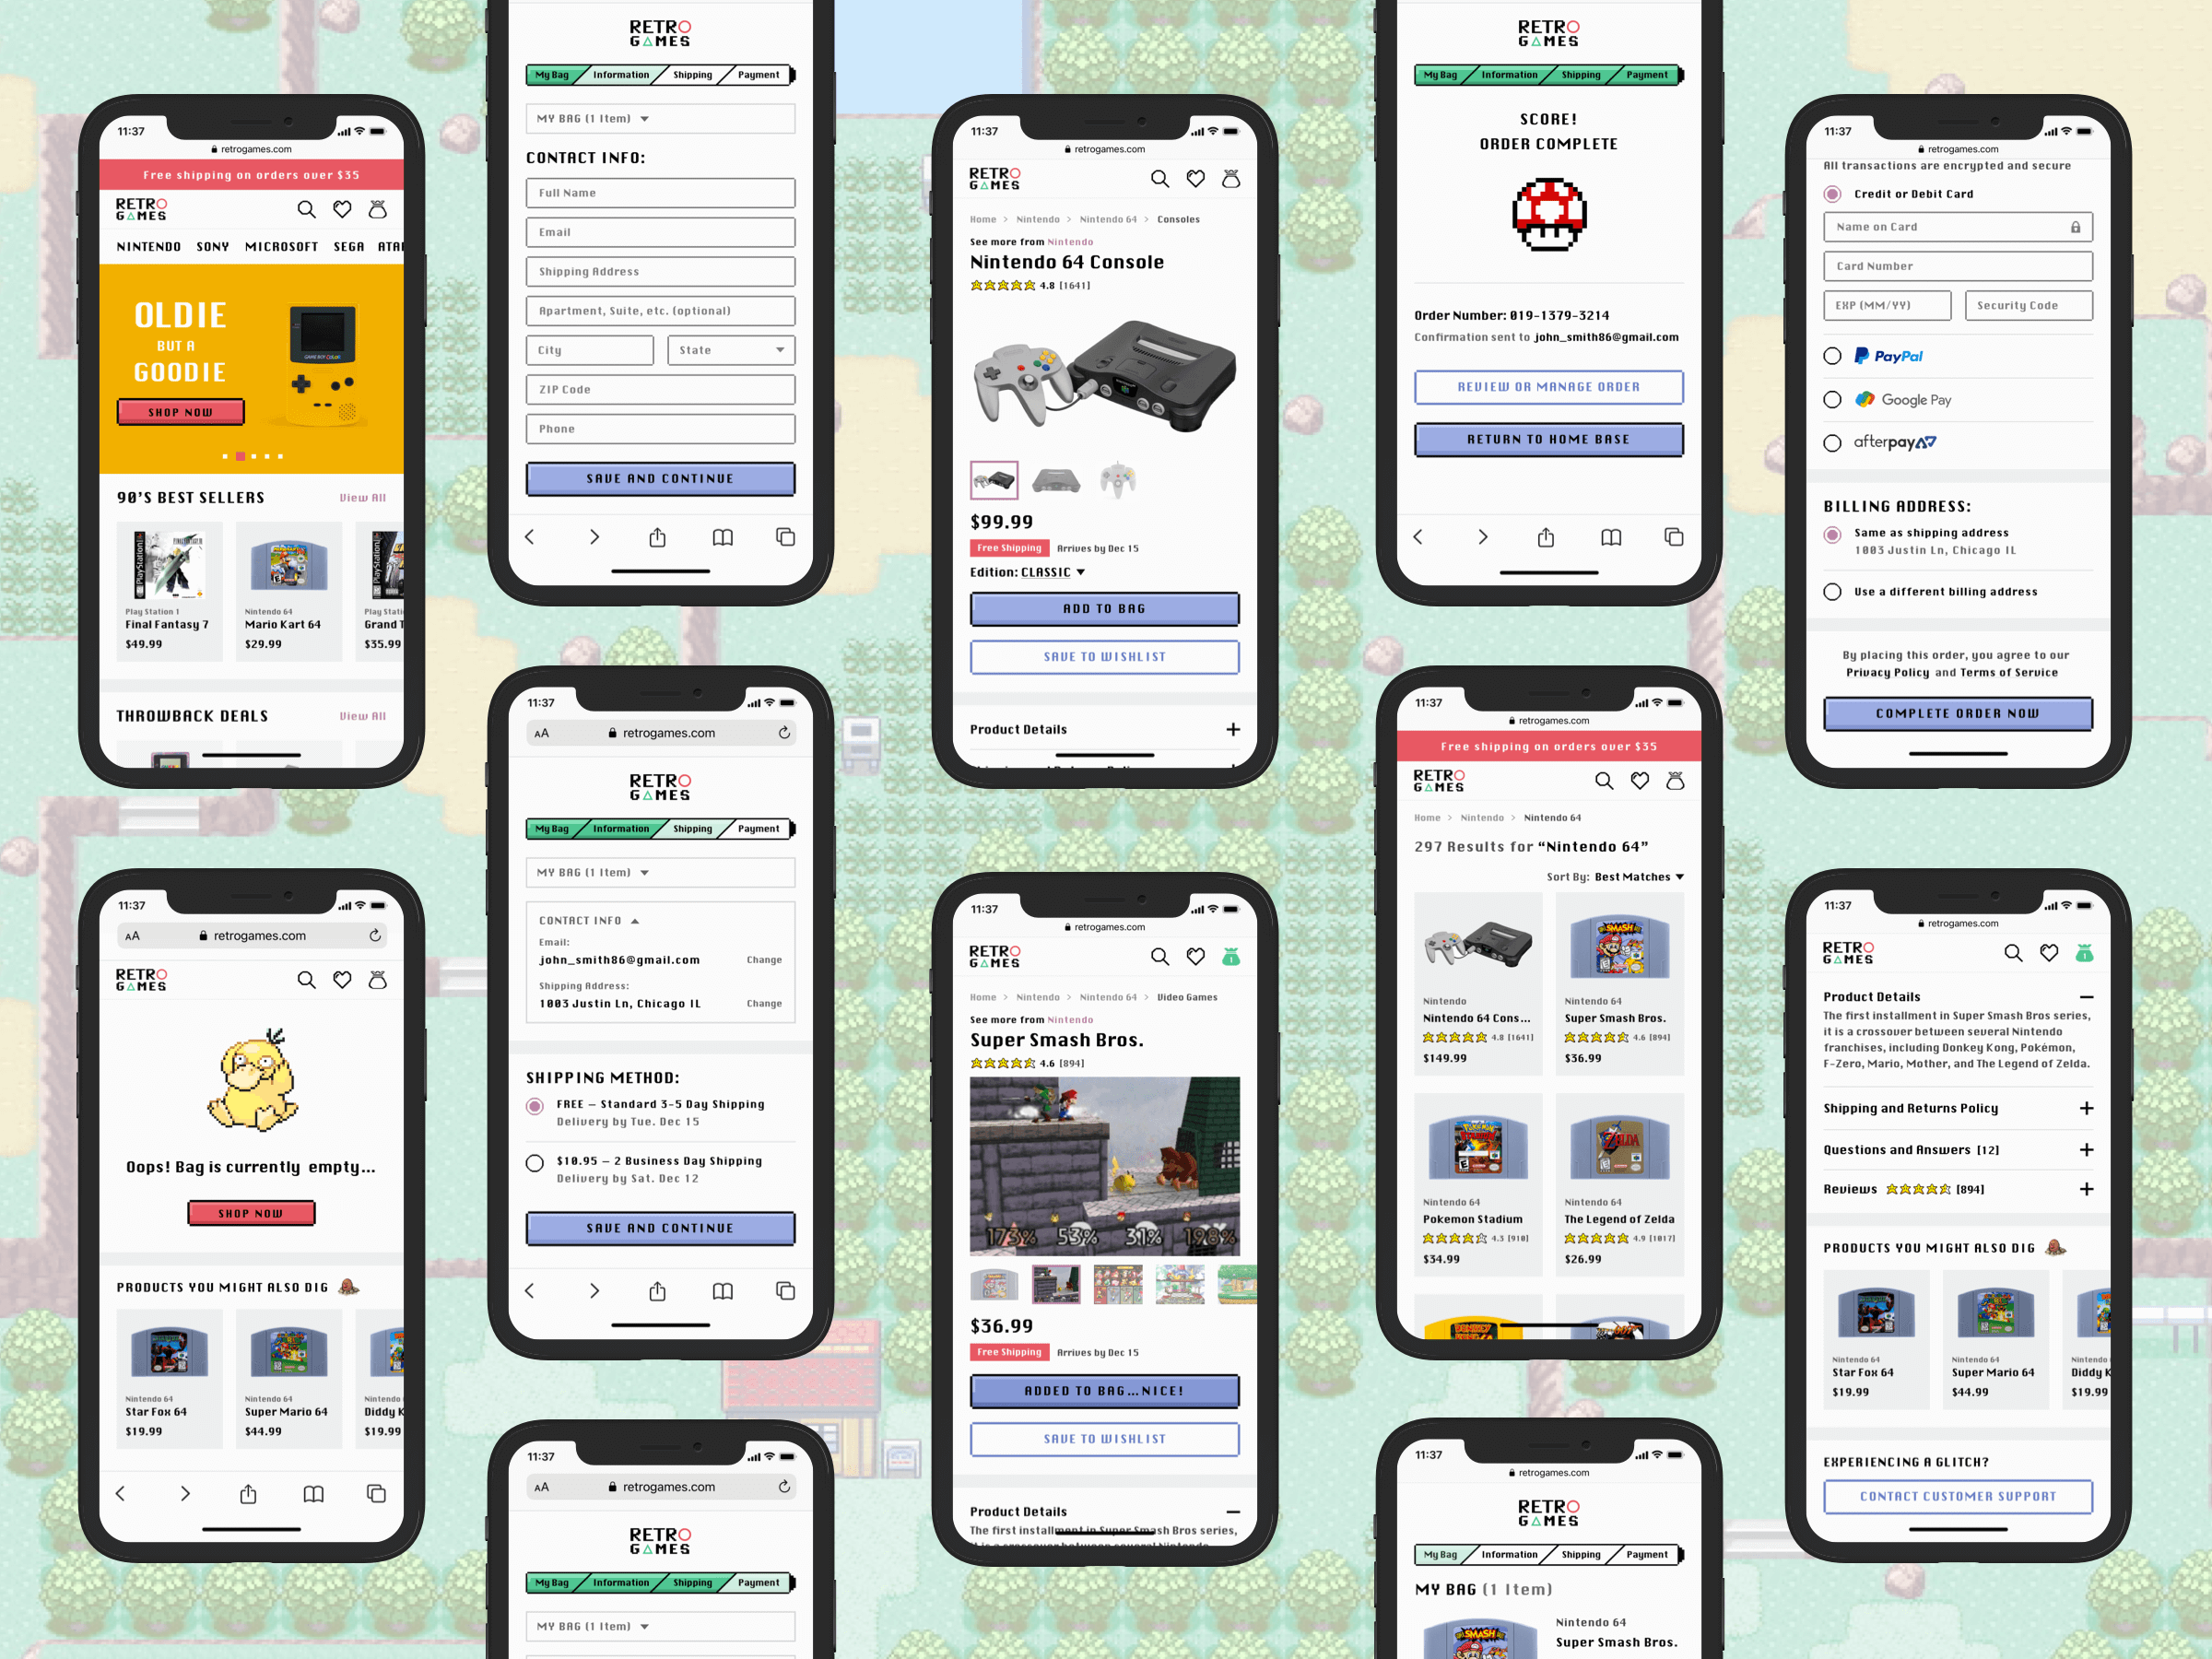 11:37
retrogames.com
Free shipping on orders over $35
RETRO
GAMES
NINTENDO SONY MICROSOFT SEGA ATAR
OLDIE
BUT A
GOODIE
GAME BOY COLOR
SHOP NOW
90'S BEST SELLERS View All
PlayStation
FINAL FANTASY VII
Play Station 1
Final Fantasy 7
$49.99
Nintendo 64
Mario Kart 64
$29.99
PlayStation
Play Stati
Grand T
$35.99
THROWBACK DEALS View All
11:37
AA retrogames.com
RETRO
GAMES
Oops! Bag is currently empty...
SHOP NOW
PRODUCTS YOU MIGHT ALSO DIG
Nintendo 64
Star Fox 64
$19.99
Nintendo 64
Super Mario 64
$44.99
Nintendo
Diddy K
$19.99
RETRO
GAMES
My Bag Information Shipping Payment
MY BAG (1 Item)
CONTACT INFO:
Full Name
Email
Shipping Address
Apartment, Suite, etc. (optional)
City State
ZIP Code
Phone
SAVE AND CONTINUE
11:37
AA retrogames.com
RETRO
GAMES
My Bag Information Shipping Payment
MY BAG (1 Item)
CONTACT INFO
Email:
john_smith86@gmail.com Change
Shipping Address:
1003 Justin Ln, Chicago IL Change
SHIPPING METHOD:
FREE – Standard 3-5 Day Shipping
Delivery by Tue. Dec 15
$10.95 – 2 Business Day Shipping
Delivery by Sat. Dec 12
SAVE AND CONTINUE
11:37
AA retrogames.com
RETRO
GAMES
My Bag Information Shipping Payment
MY BAG (1 Item)
11:37
retrogames.com
RETRO
GAMES
Home > Nintendo > Nintendo 64 > Consoles
See more from Nintendo
Nintendo 64 Console
4.8 [1641]
$99.99
Free Shipping Arrives by Dec 15
Edition: CLASSIC
ADD TO BAG
SAVE TO WISHLIST
Product Details
11:37
retrogames.com
RETRO
GAMES
1
Home > Nintendo > Nintendo 64 > Video Games
See more from Nintendo
Super Smash Bros.
4.6 [894]
173% 53% 31% 198%
$36.99
Free Shipping Arrives by Dec 15
ADDED TO BAG...NICE!
SAVE TO WISHLIST
Product Details
The first installment in Super Smash Bros series,
it is a crossover between several Nintendo
RETRO
GAMES
My Bag Information Shipping Payment
SCORE!
ORDER COMPLETE
Order Number: 019-1379-3214
Confirmation sent to john_smith86@gmail.com
REVIEW OR MANAGE ORDER
RETURN TO HOME BASE
11:37
retrogames.com
Free shipping on orders over $35
RETRO
GAMES
Home > Nintendo > Nintendo 64
297 Results for “Nintendo 64”
Sort By: Best Matches
SMASH
Nintendo
Nintendo 64 Cons...
4.8 [1641]
$149.99
Nintendo 64
Super Smash Bros.
4.6 [894]
$36.99
ZELDA
Nintendo 64
Pokemon Stadium
4.3 [910]
$34.99
Nintendo 64
The Legend of Zelda
4.9 [1017]
$26.99
11:37
retrogames.com
RETRO
GAMES
My Bag Information Shipping Payment
MY BAG (1 Item)
SMASH
Nintendo 64
Super Smash Bros.
11:37
retrogames.com
All transactions are encrypted and secure
Credit or Debit Card
Name on Card
Card Number
EXP (MM/YY) Security Code
PayPal
Google Pay
afterpay
BILLING ADDRESS:
Same as shipping address
1003 Justin Ln, Chicago IL
Use a different billing address
By placing this order, you agree to our
Privacy Policy and Terms of Service
COMPLETE ORDER NOW
11:37
retrogames.com
RETRO
GAMES
1
Product Details
The first installment in Super Smash Bros series,
it is a crossover between several Nintendo
franchises, including Donkey Kong, Pokémon,
F-Zero, Mario, Mother, and The Legend of Zelda.
Shipping and Returns Policy
Questions and Answers [12]
Reviews [894]
PRODUCTS YOU MIGHT ALSO DIG
Nintendo 64
Star Fox 64
$19.99
Nintendo 64
Super Mario 64
$44.99
Nintendo
Diddy K
$19.99
EXPERIENCING A GLITCH?
CONTACT CUSTOMER SUPPORT